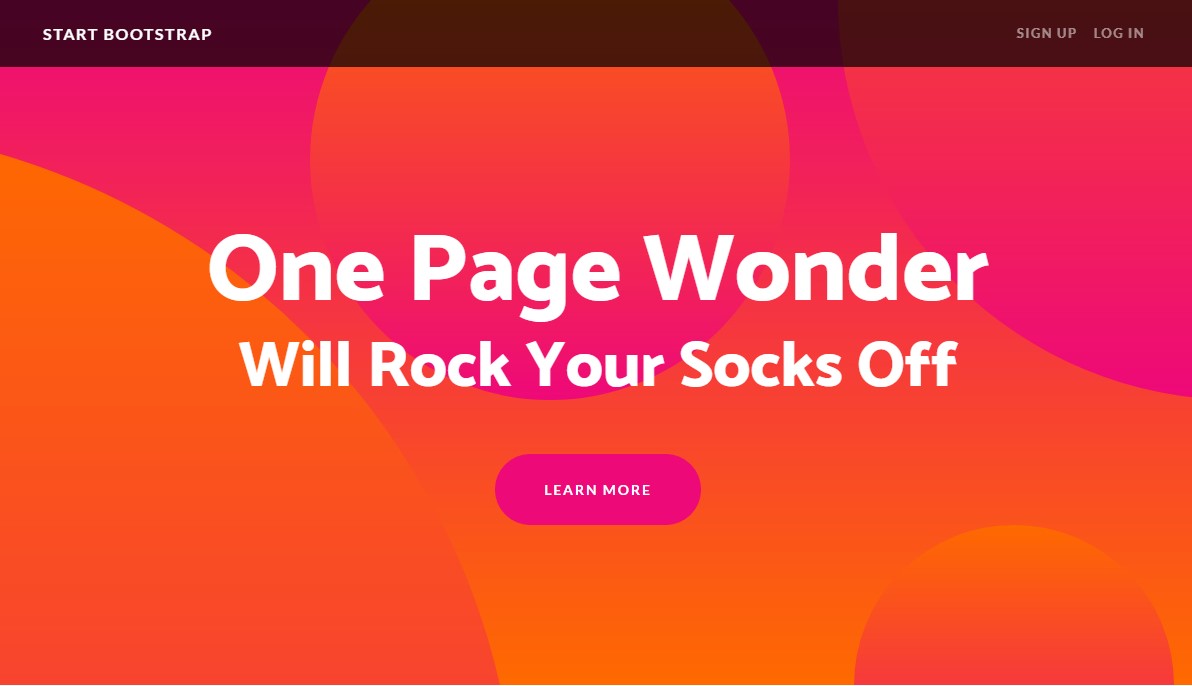 START BOOTSTRAP
SIGN UP
LOG IN
One Page Wonder
Will Rock Your Socks Off
LEARN MORE